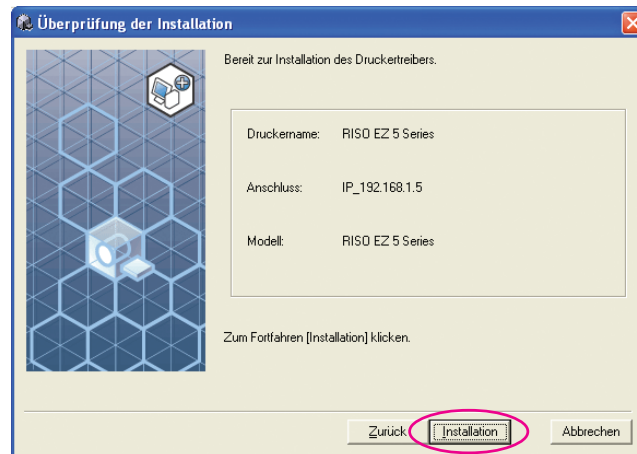 Überprüfung der Installation
Bereit zur Installation des Druckertreibers.
Druckername: RISO EZ 5 Series
Anschluss: IP_192.168.1.5
Modell: RISO EZ 5 Series
Zum Fortfahren [Installation] klicken.
Zurück Installation Abbrechen